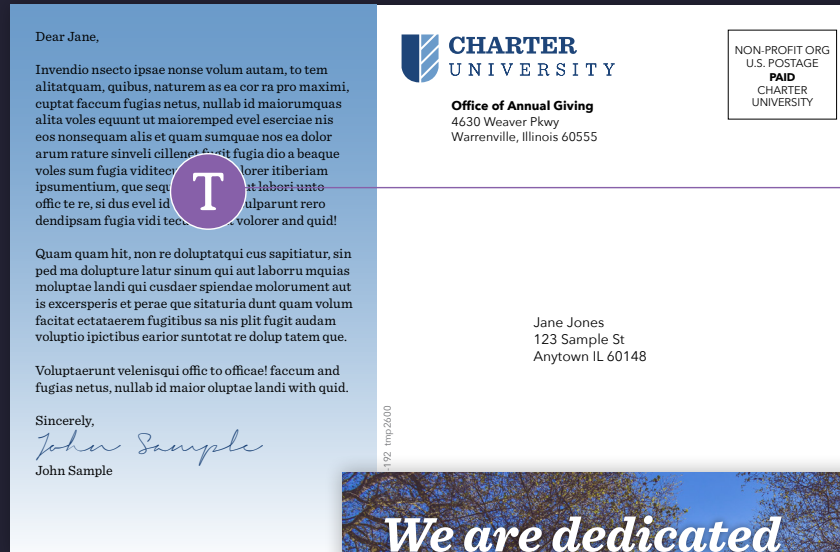 Dear Jane,
Invendio nsecto ipsae nonse volum autam, to tem
alitatquam, quibus, naturem as ea cor ra pro maximi,
cuptat faccum fugias netus, nullab id maiorumquas
alita voles equunt ut maioremped evel eserciae nis
eos nonsequam alis et quam sumquae nos ea dolor
arum rature sinveli cillenet fugit fugia dio a beaque
voles sum fugia viditecu lorer itiberiam
ipsumentium, que sequ it labori unto
offic te re, si dus evel id ulparunt rero
dendipsam fugia vidi tecu volorer and quid!
Quam quam hit, non re doluptatqui cus sapitiatur, sin
ped ma dolupture latur sinum qui aut laborru mquias
moluptae landi qui cusdaer spiendae molorument aut
is excersperis et perae que sitaturia dunt quam volum
facitat ectataerem fugitibus sa nis plit fugit audam
voluptio ipictibus earior suntotat re dolup tatem que.
Voluptaerunt velenisqui offic to officae! faccum and
fugias netus, nullab id maior oluptae landi with quid.
Sincerely,
John Sample
John Sample
T
CHARTER
UNIVERSITY
Office of Annual Giving
4630 Weaver Pkwy
Warrenville, Illinois 60555
NON-PROFIT ORG
U.S. POSTAGE
PAID
CHARTER
UNIVERSITY
Jane Jones
123 Sample St
Anytown IL 60148
-192 tmp2600
We are dedicated